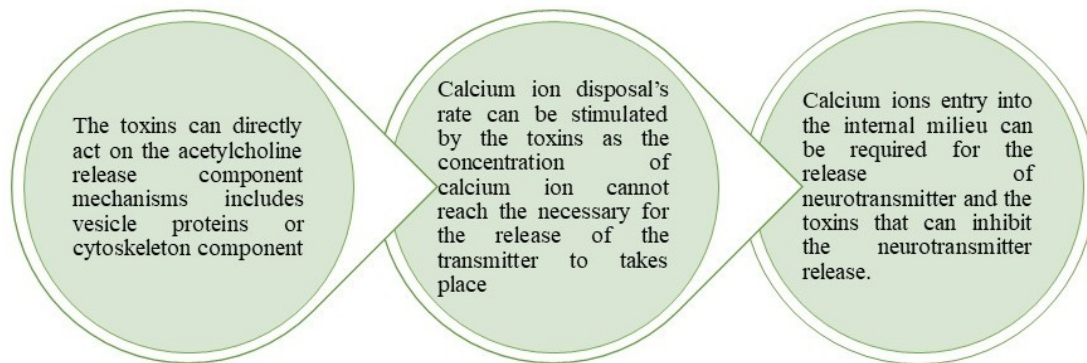 The toxins can directly
act on the acetylcholine
release component
mechanisms includes
vesicle proteins or
cytoskeleton component
Calcium ion disposal's
rate can be stimulated
by the toxins as the
concentration of
calcium ion cannot
reach the necessary for
the release of the
transmitter to takes
place
Calcium ions entry into
the internal milieu can
be required for the
release of
neurotransmitter and the
toxins that can inhibit
the neurotransmitter
release.